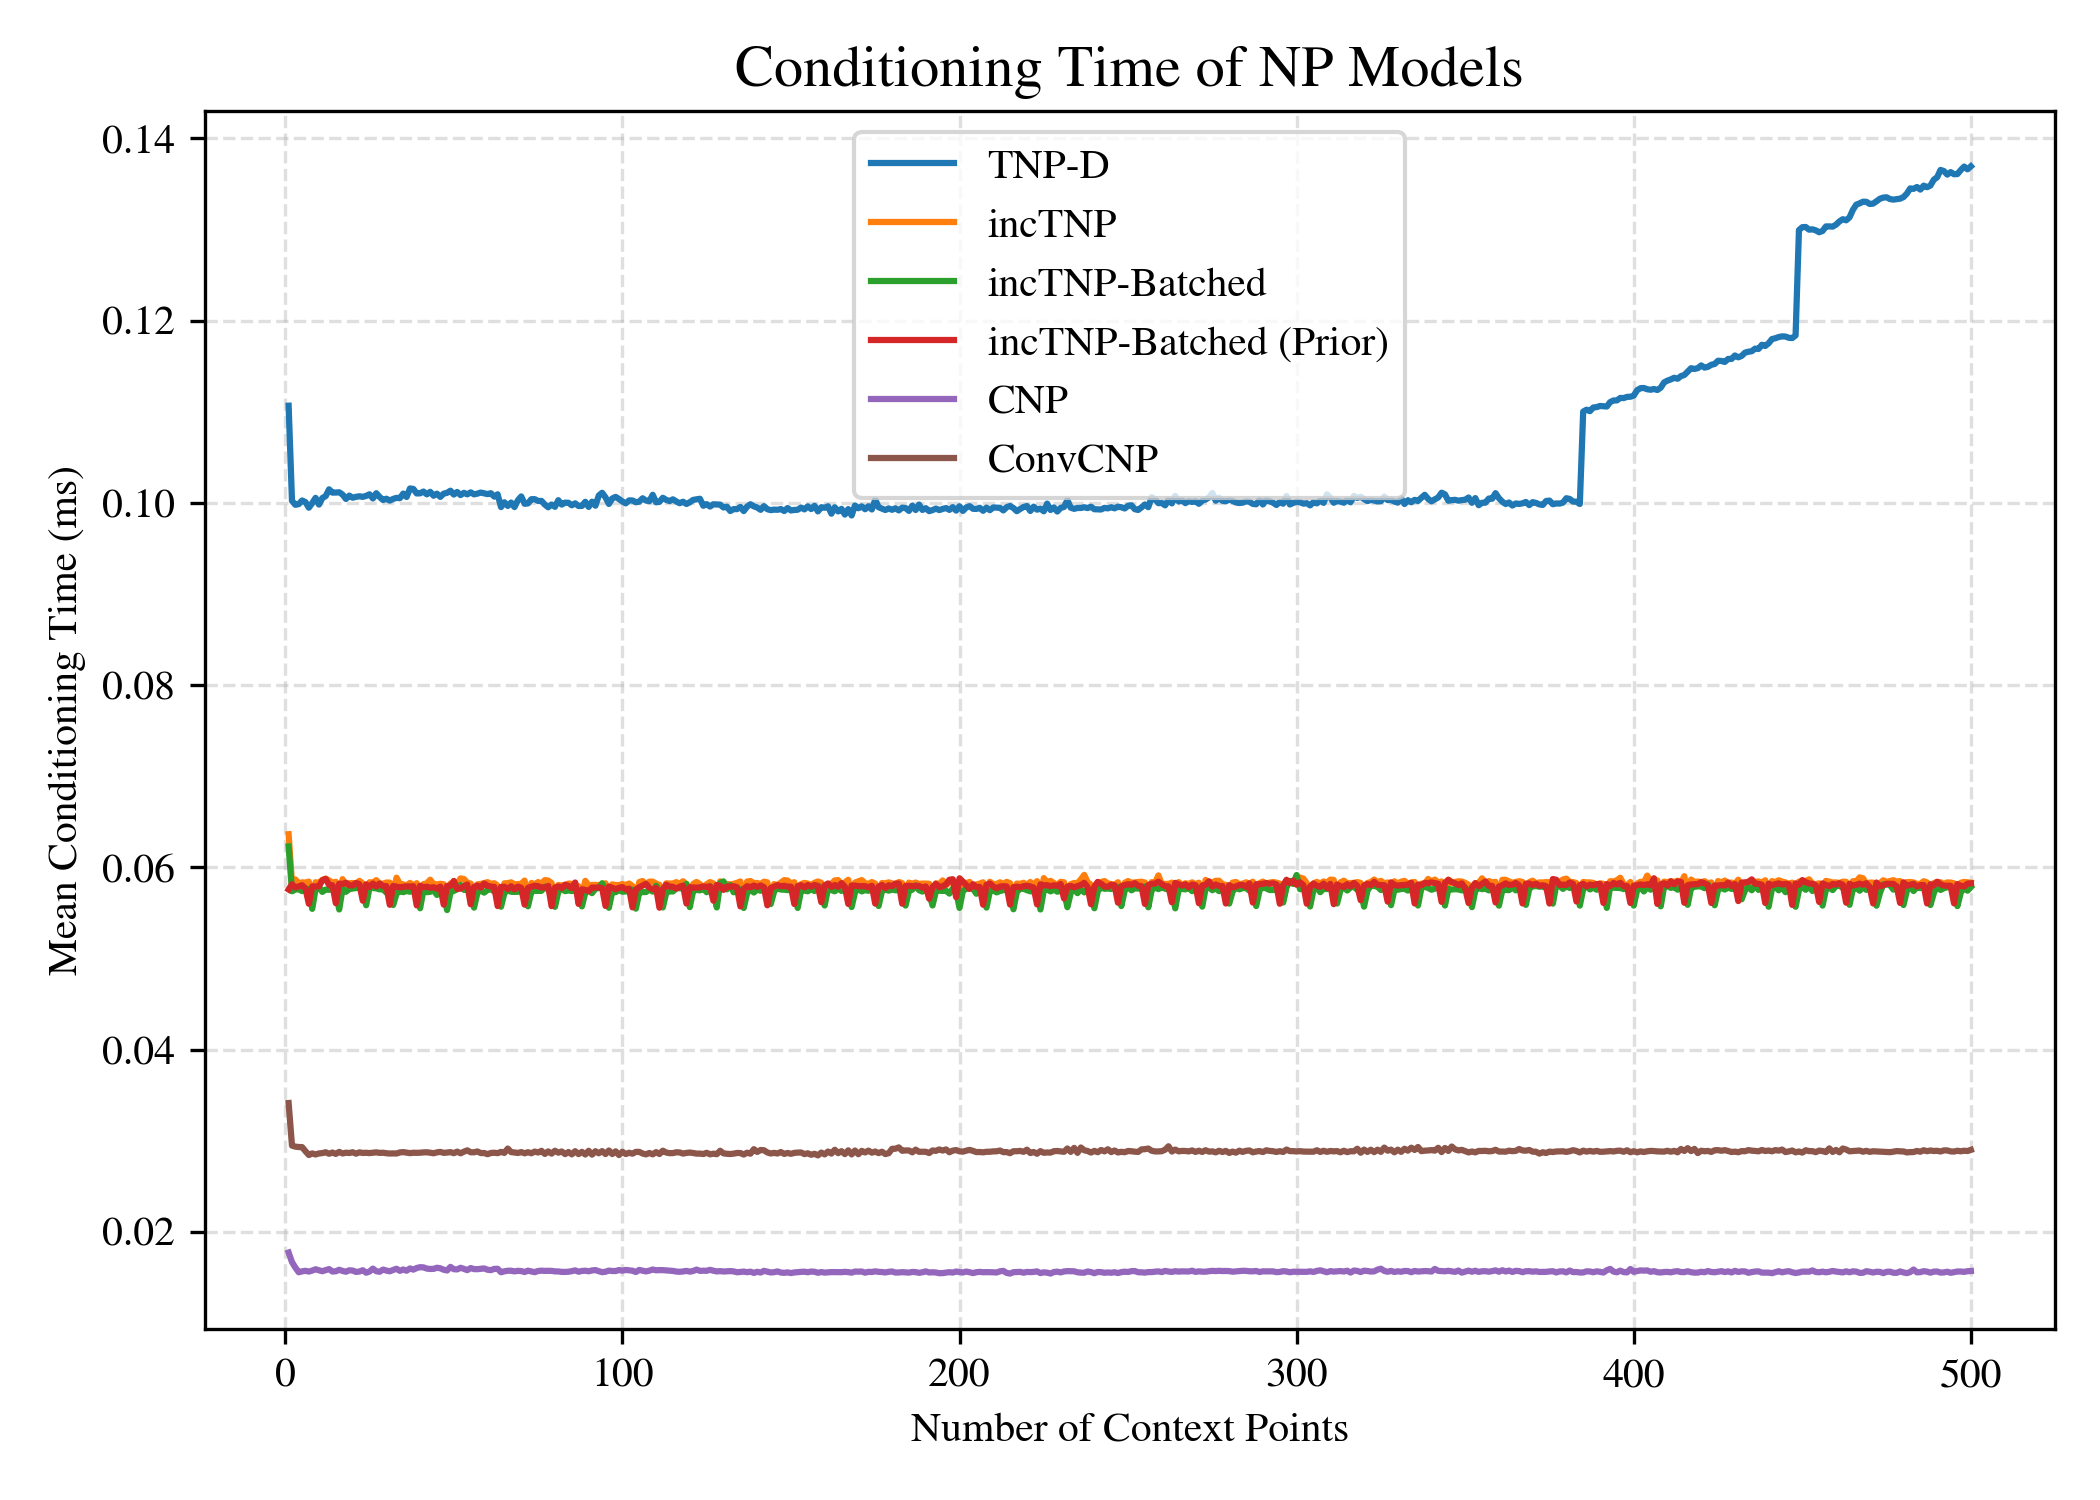 Conditioning Time of NP Models
Mean Conditioning Time (ms)
0.14
0.12
0.10
0.08
0.06
0.04
0.02
TNP-D
incTNP
incTNP-Batched
incTNP-Batched (Prior)
CNP
ConvCNP
0 100 200 300 400 500
Number of Context Points